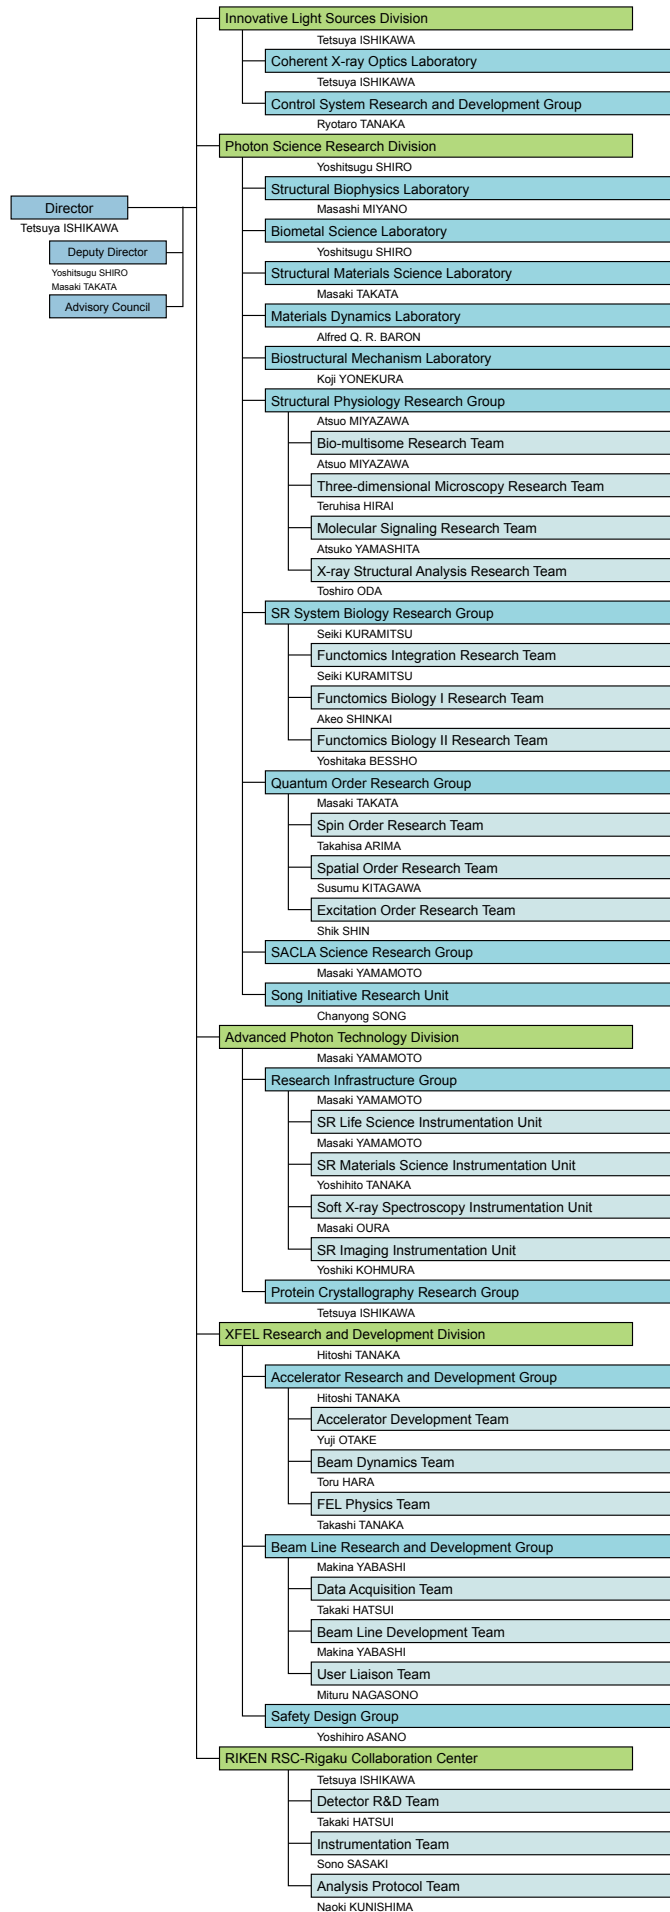 Director
Tetsuya ISHIKAWA
Deputy Director
Yoshitsugu SHIRO
Masaki TAKATA
Advisory Council
Innovative Light Sources Division
Tetsuya ISHIKAWA
Coherent X-ray Optics Laboratory
Tetsuya ISHIKAWA
Control System Research and Development Group
Ryotaro TANAKA
Photon Science Research Division
Yoshitsugu SHIRO
Structural Biophysics Laboratory
Masashi MIYANO
Biometal Science Laboratory
Yoshitsugu SHIRO
Structural Materials Science Laboratory
Masaki TAKATA
Materials Dynamics Laboratory
Alfred Q. R. BARON
Biostructural Mechanism Laboratory
Koji YONEKURA
Structural Physiology Research Group
Atsuo MIYAZAWA
Bio-multisome Research Team
Atsuo MIYAZAWA
Three-dimensional Microscopy Research Team
Teruhisa HIRAI
Molecular Signaling Research Team
Atsuko YAMASHITA
X-ray Structural Analysis Research Team
Toshiro ODA
SR System Biology Research Group
Seiki KURAMITSU
Functomics Integration Research Team
Seiki KURAMITSU
Functomics Biology I Research Team
Akeo SHINKAI
Functomics Biology II Research Team
Yoshitaka BESSHO
Quantum Order Research Group
Masaki TAKATA
Spin Order Research Team
Takahisa ARIMA
Spatial Order Research Team
Susumu KITAGAWA
Excitation Order Research Team
Shik SHIN
SACLA Science Research Group
Masaki YAMAMOTO
Song Initiative Research Unit
Chanyong SONG
Advanced Photon Technology Division
Masaki YAMAMOTO
Research Infrastructure Group
Masaki YAMAMOTO
SR Life Science Instrumentation Unit
Masaki YAMAMOTO
SR Materials Science Instrumentation Unit
Yoshihito TANAKA
Soft X-ray Spectroscopy Instrumentation Unit
Masaki OURA
SR Imaging Instrumentation Unit
Yoshiki KOHMURA
Protein Crystallography Research Group
Tetsuya ISHIKAWA
XFEL Research and Development Division
Hitoshi TANAKA
Accelerator Research and Development Group
Hitoshi TANAKA
Accelerator Development Team
Yuji OTAKE
Beam Dynamics Team
Toru HARA
FEL Physics Team
Takashi TANAKA
Beam Line Research and Development Group
Makina YABASHI
Data Acquisition Team
Takaki HATSUI
Beam Line Development Team
Makina YABASHI
User Liaison Team
Mituru NAGASONO
Safety Design Group
Yoshihiro ASANO
RIKEN RSC-Rigaku Collaboration Center
Tetsuya ISHIKAWA
Detector R&D Team
Takaki HATSUI
Instrumentation Team
Sono SASAKI
Analysis Protocol Team
Naoki KUNISHIMA